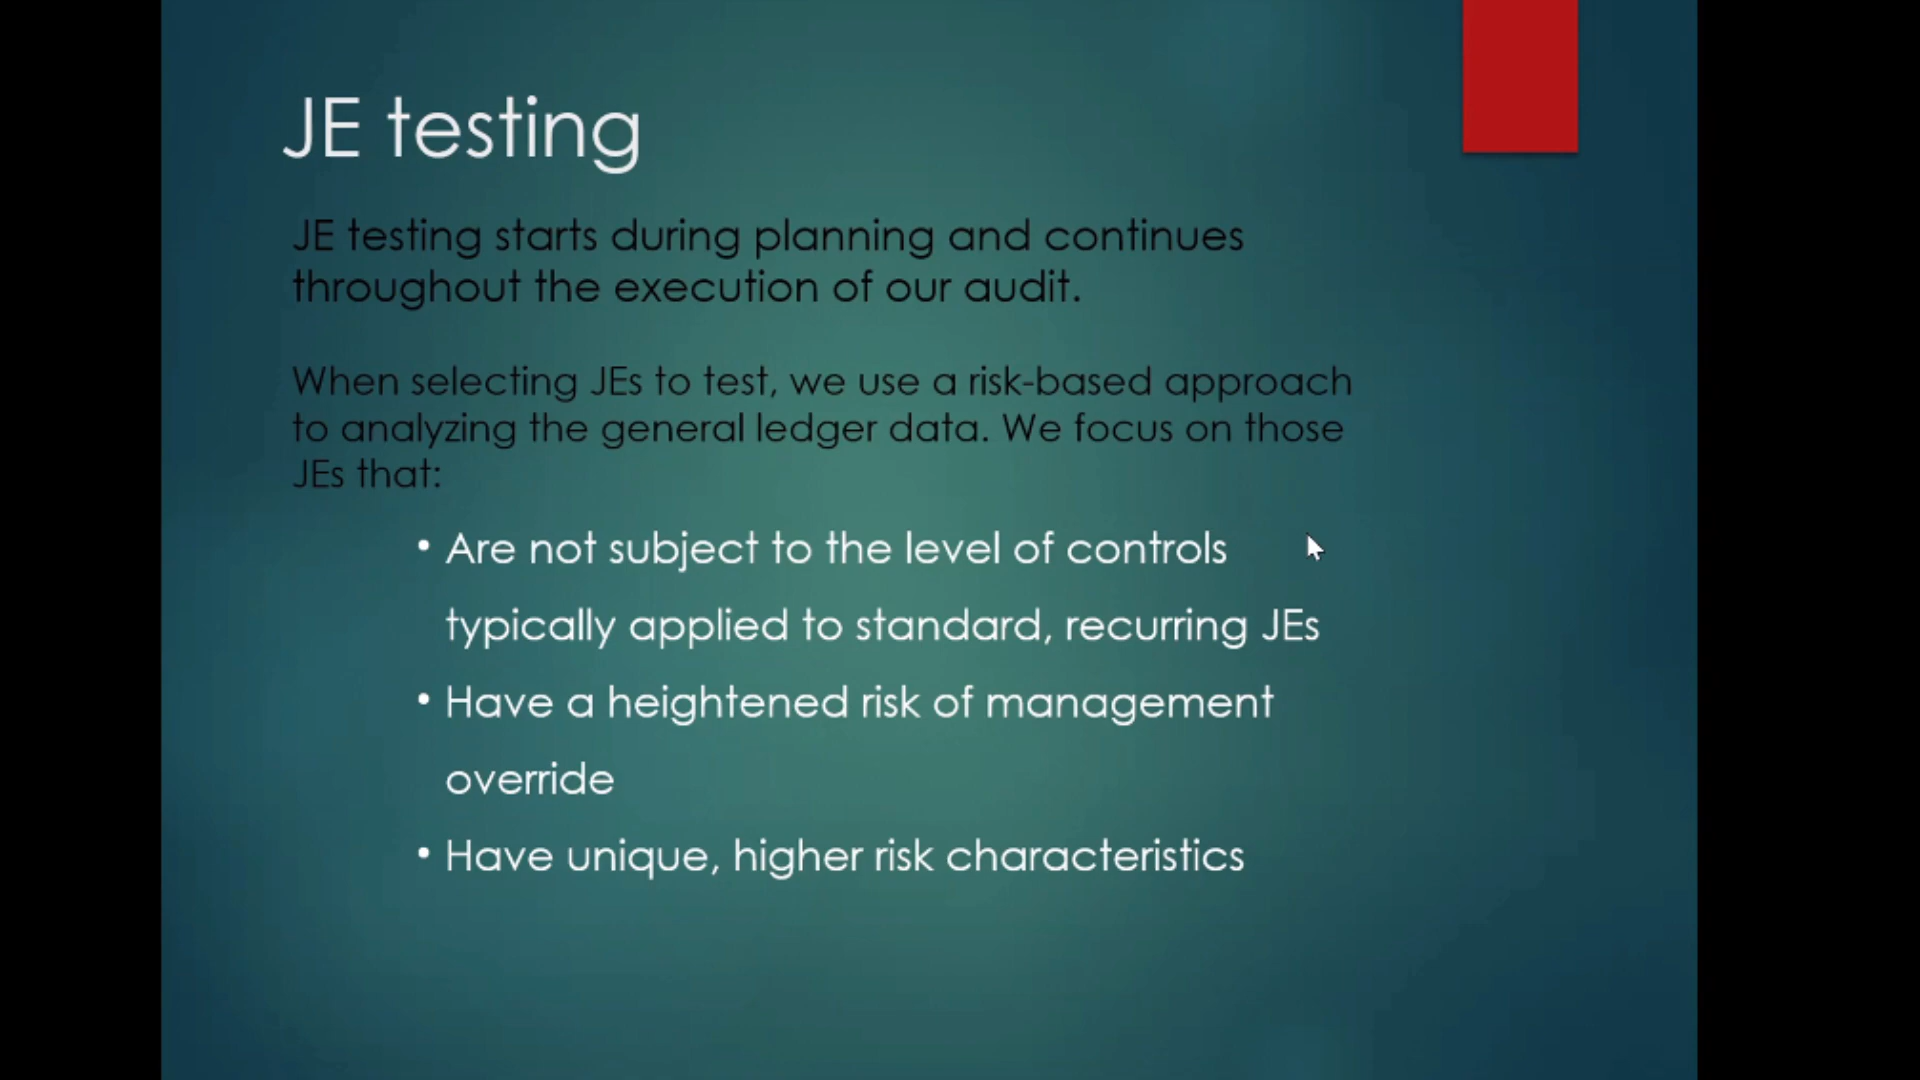 JE testing
JE testing starts during planning and continues
throughout the execution of our audit.
When selecting JEs to test, we use a risk-based approach
to analyzing the general ledger data. We focus on those
JEs that:
• Are not subject to the level of controls
typically applied to standard, recurring JEs
• Have a heightened risk of management
override
• Have unique, higher risk characteristics